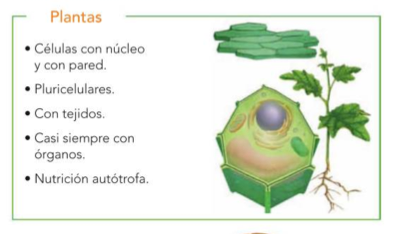 Plantas
• Células con núcleo
y con pared.
• Pluricelulares.
• Con tejidos.
• Casi siempre con
órganos.
• Nutrición autótrofa.